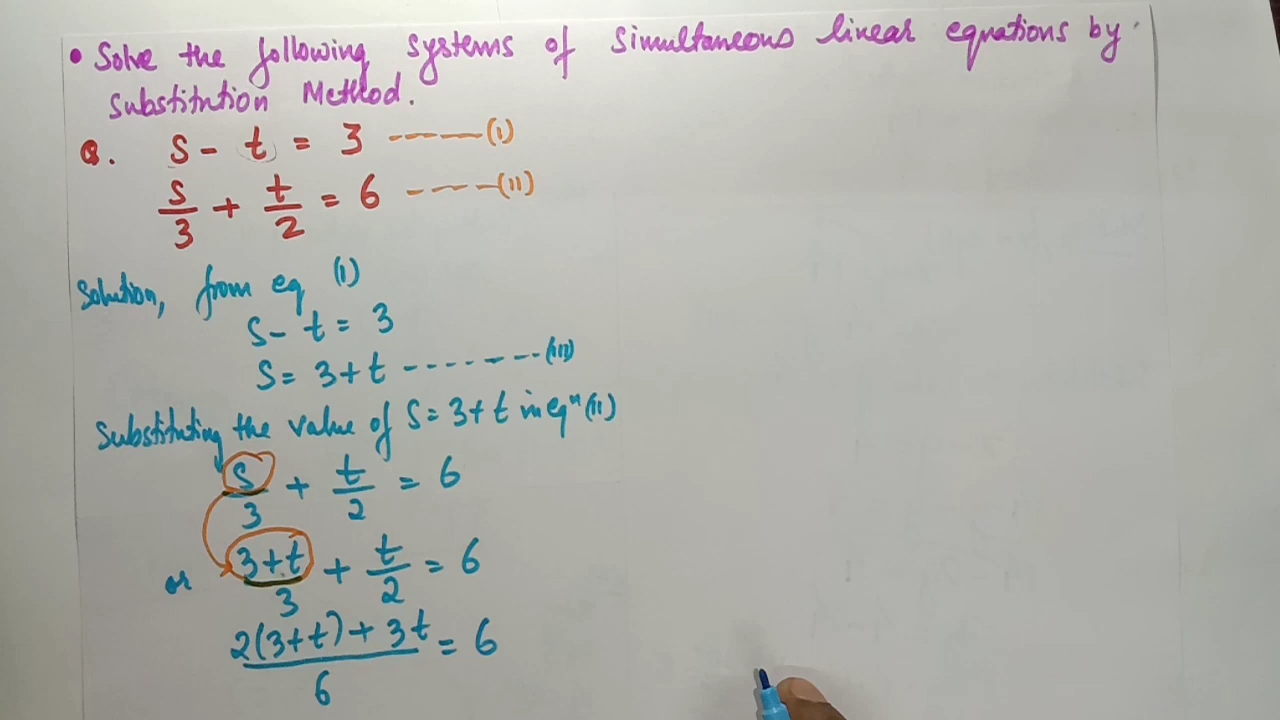 • Solve the following systems of simultaneous linear equations by
Substitution Method.
Q. s - t = 3 -------(I)
s/3 + t/2 = 6 -----(II)
Solution, from eq (I)
s - t = 3
s = 3+t --------(III)
Substituting the value of s = 3+t in eqⁿ (II)
s/3 + t/2 = 6
or 3+t/3 + t/2 = 6
2(3+t) + 3t/6 = 6